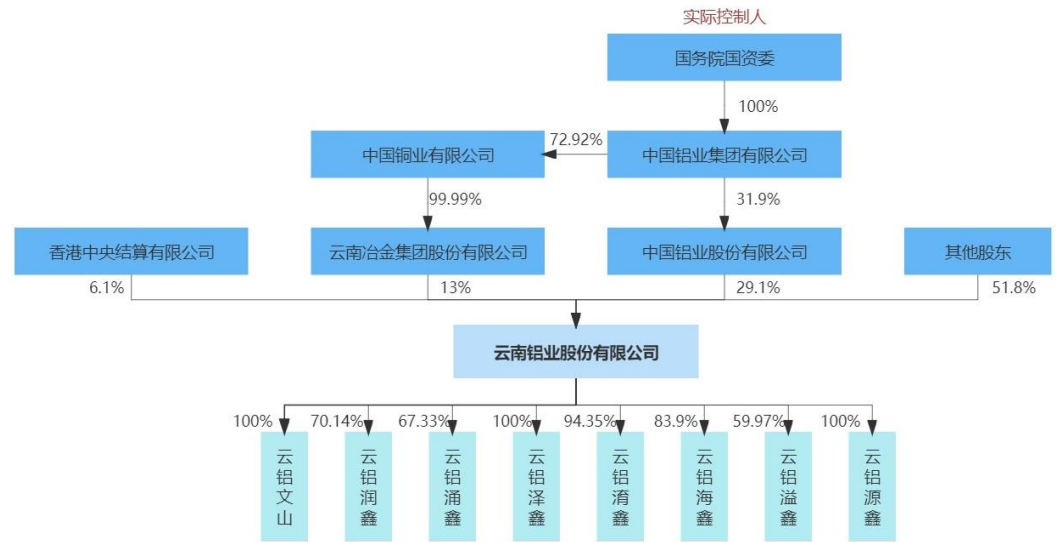 实际控制人
国务院国资委
100%
中国铜业有限公司
72.92%
中国铝业集团有限公司
99.99%
31.9%
香港中央结算有限公司
云南冶金集团股份有限公司
中国铝业股份有限公司
其他股东
6.1%
13%
29.1%
51.8%
云南铝业股份有限公司
100%
70.14%
67.33%
100%
94.35%
83.9%
59.97%
100%
云铝文山
云铝润鑫
云铝涌鑫
云铝泽鑫
云铝淯鑫
云铝海鑫
云铝溢鑫
云铝源鑫